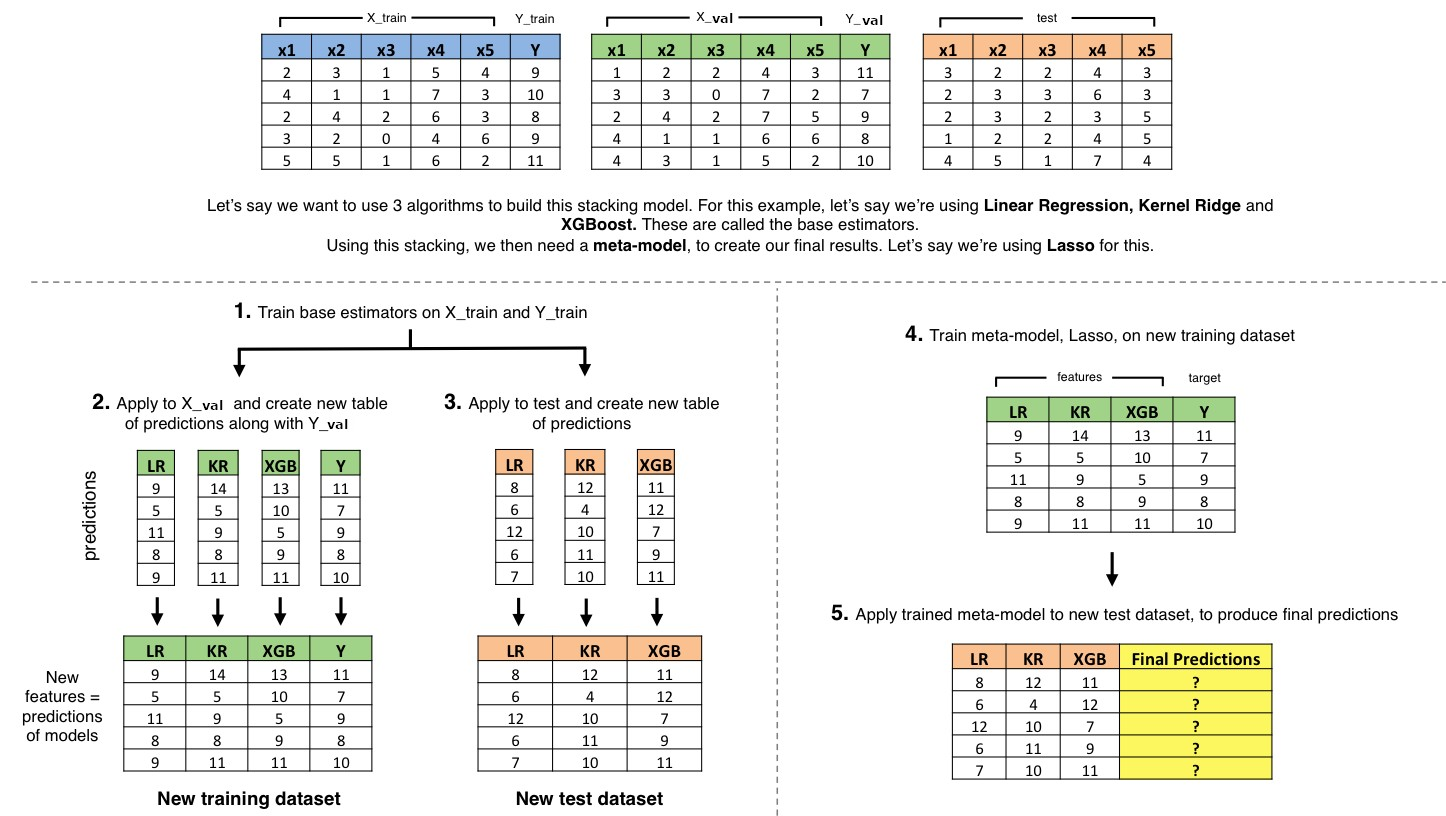 X_train Y_train X_val Y_val test
x1 x2 x3 x4 x5 Y x1 x2 x3 x4 x5 Y x1 x2 x3 x4 x5
2 3 1 5 4 9 1 2 2 4 3 11 3 2 2 4 3
4 1 1 7 3 10 3 3 0 7 2 7 2 3 3 6 3
2 4 2 6 3 8 2 4 2 7 5 9 2 3 2 3 5
3 2 0 4 6 9 4 1 1 6 6 8 1 2 2 4 5
5 5 1 6 2 11 4 3 1 5 2 10 4 5 1 7 4
Let's say we want to use 3 algorithms to build this stacking model. For this example, let's say we're using Linear Regression, Kernel Ridge and
XGBoost. These are called the base estimators.
Using this stacking, we then need a meta-model, to create our final results. Let's say we're using Lasso for this.
1. Train base estimators on X_train and Y_train
2. Apply to X_val and create new table
of predictions along with Y_val
predictions
LR KR XGB Y
9 14 13 11
5 5 10 7
11 9 5 9
8 8 9 8
9 11 11 10
New
features =
predictions
of models
LR KR XGB Y
9 14 13 11
5 5 10 7
11 9 5 9
8 8 9 8
9 11 11 10
New training dataset
3. Apply to test and create new table
of predictions
LR KR XGB
8 12 11
6 4 12
12 10 7
6 11 9
7 10 11
LR KR XGB
8 12 11
6 4 12
12 10 7
6 11 9
7 10 11
New test dataset
4. Train meta-model, Lasso, on new training dataset
features target
LR KR XGB Y
9 14 13 11
5 5 10 7
11 9 5 9
8 8 9 8
9 11 11 10
5. Apply trained meta-model to new test dataset, to produce final predictions
LR KR XGB Final Predictions
8 12 11 ?
6 4 12 ?
12 10 7 ?
6 11 9 ?
7 10 11 ?